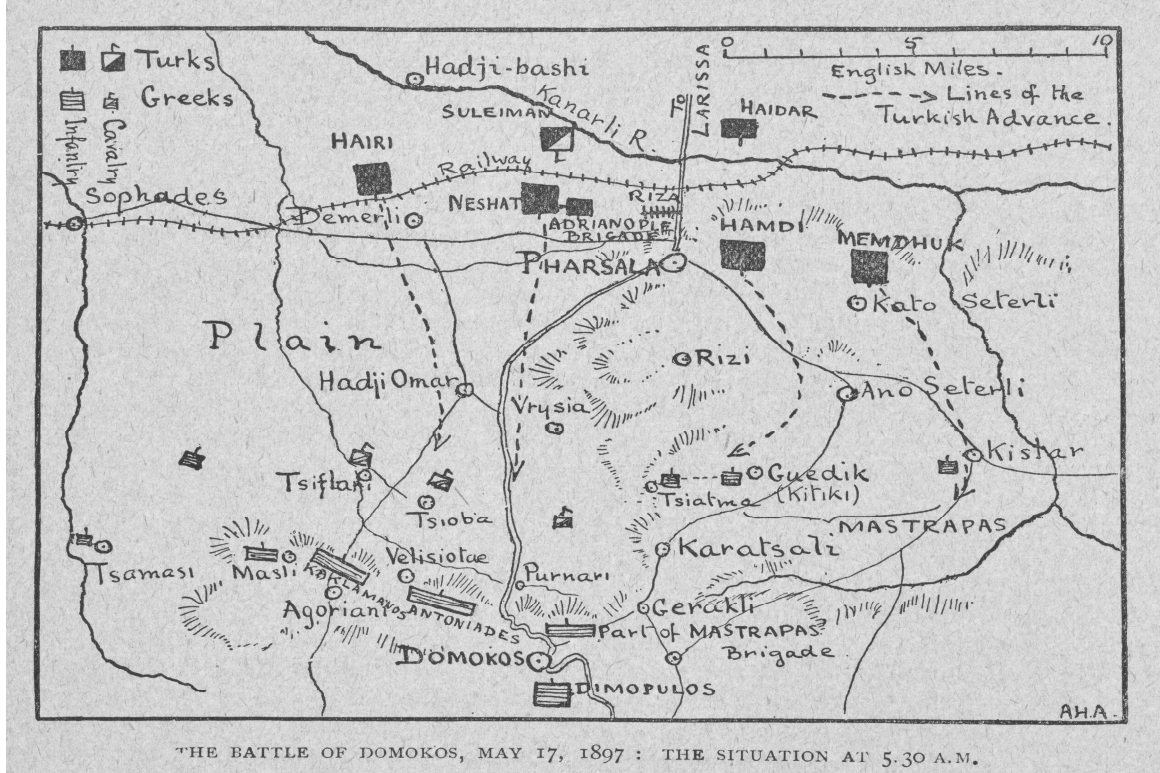 Turks
Greeks
Infantry
Cavalry
0 5 10
English Miles.
Lines of the
Turkish Advance.
Hadji-bashi
Kanarli R.
SULEIMAN
TO
LARISSA
HAIDAR
HAIRI
Railway
Sophades
Demerli
NESHAT
RIZA
ADRIANOPLE
BRIGADE
HAMDI
MEMDHUK
PHARSALA
Kato Seterli
Plain
Rizi
Hadji Omar
Vrysia
Ano Seterli
Kistar
Tsiflari
Tsioba
Tsiatma
Guedik
(Kitiki)
MASTRAPAS
Tsamasi
Masli
Velisiotae
Karatsali
KAKLAMANOS
Purnari
Agoriani
ANTONIADES
Gerakli
Part of MASTRAPAS
Brigade
DOMOKOS
DIMOPULOS
A.H.A.
THE BATTLE OF DOMOKOS, MAY 17, 1897 : THE SITUATION AT 5.30 A.M.